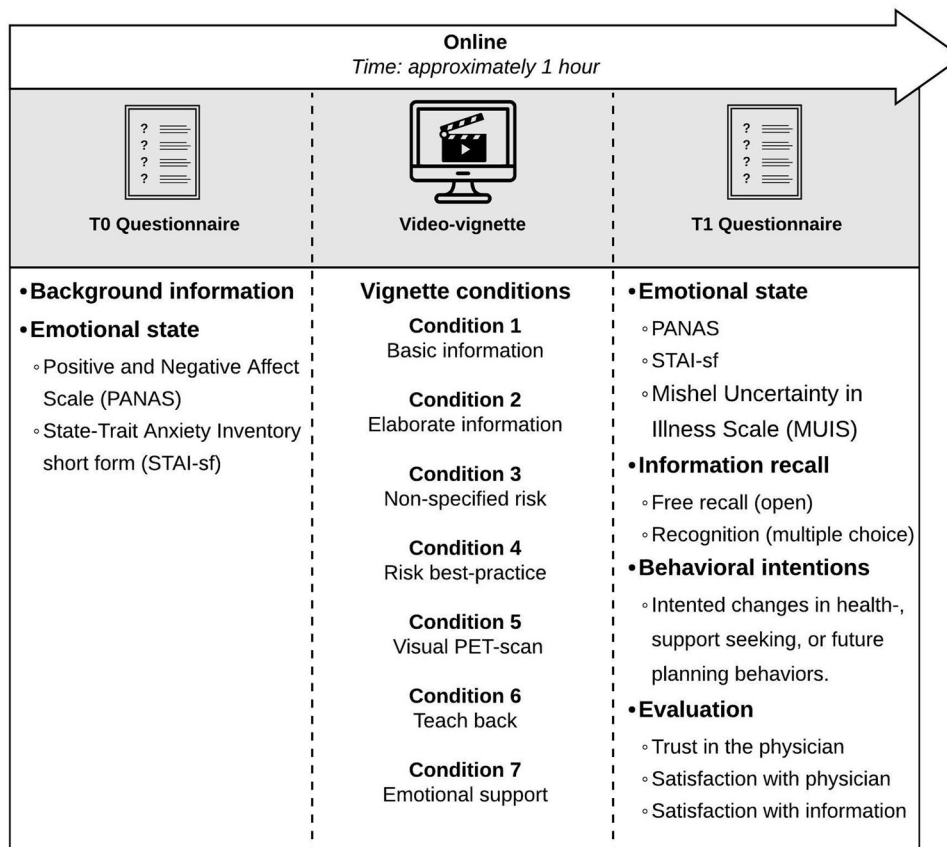 Online
Time: approximately 1 hour
? 
? 
? 
? 
T0 Questionnaire
Video-vignette
? 
? 
? 
? 
T1 Questionnaire
•Background information
•Emotional state
◦Positive and Negative Affect
Scale (PANAS)
◦State-Trait Anxiety Inventory
short form (STAI-sf)
Vignette conditions
Condition 1
Basic information
Condition 2
Elaborate information
Condition 3
Non-specified risk
Condition 4
Risk best-practice
Condition 5
Visual PET-scan
Condition 6
Teach back
Condition 7
Emotional support
•Emotional state
◦PANAS
◦STAI-sf
◦Mishel Uncertainty in
Illness Scale (MUIS)
•Information recall
◦Free recall (open)
◦Recognition (multiple choice)
•Behavioral intentions
◦Intented changes in health-,
support seeking, or future
planning behaviors.
•Evaluation
◦Trust in the physician
◦Satisfaction with physician
◦Satisfaction with information